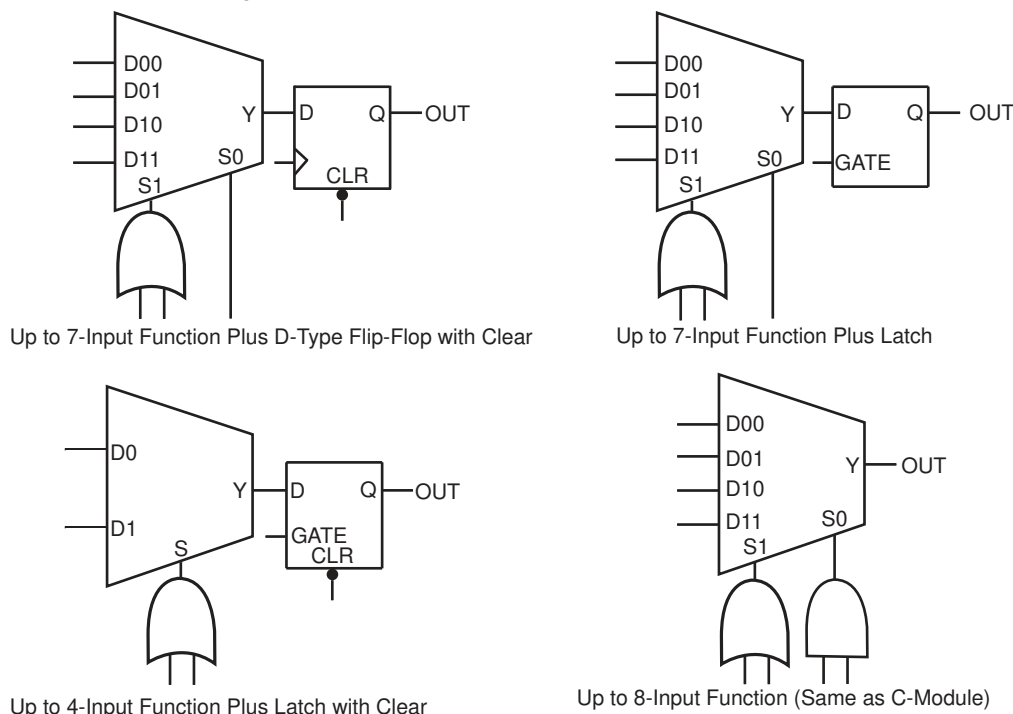 D00
D01
D10
D11
S1
S0
Y
D
Q
CLR
OUT
Up to 7-Input Function Plus D-Type Flip-Flop with Clear
D00
D01
D10
D11
S1
S0
Y
D
Q
GATE
OUT
Up to 7-Input Function Plus Latch
D0
D1
S
Y
D
Q
GATE
CLR
OUT
Up to 4-Input Function Plus Latch with Clear
D00
D01
D10
D11
S1
S0
Y
OUT
Up to 8-Input Function (Same as C-Module)